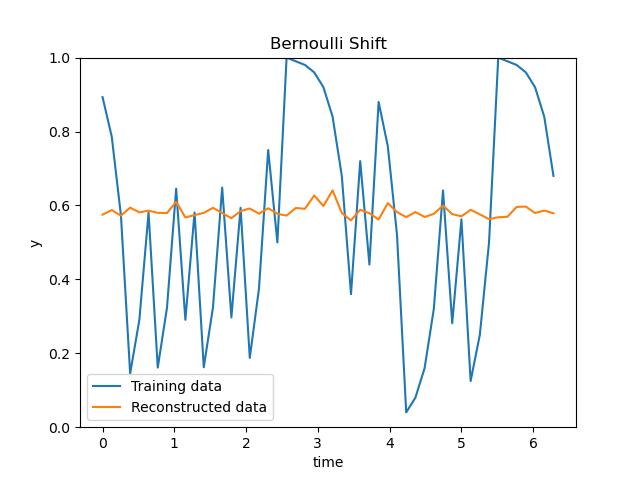 Bernoulli Shift
1.0
0.8
0.6
0.4
0.2
0.0
y
Training data
Reconstructed data
0 1 2 3 4 5 6
time